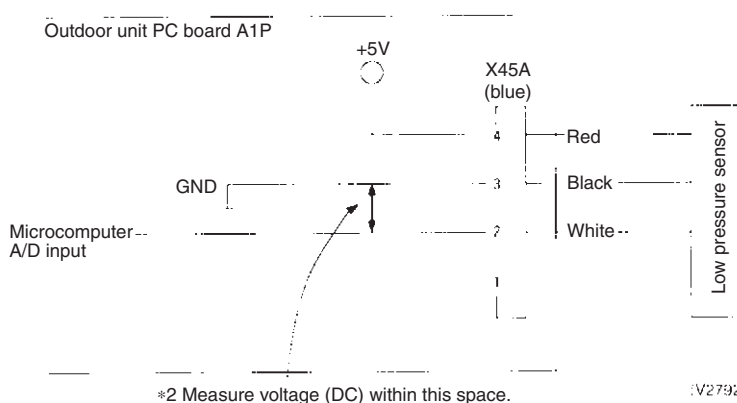 Outdoor unit PC board A1P
+5V
X45A
(blue)
4
Red
GND
3
Black
Microcomputer
A/D input
2
White
1
Low pressure sensor
*2 Measure voltage (DC) within this space.